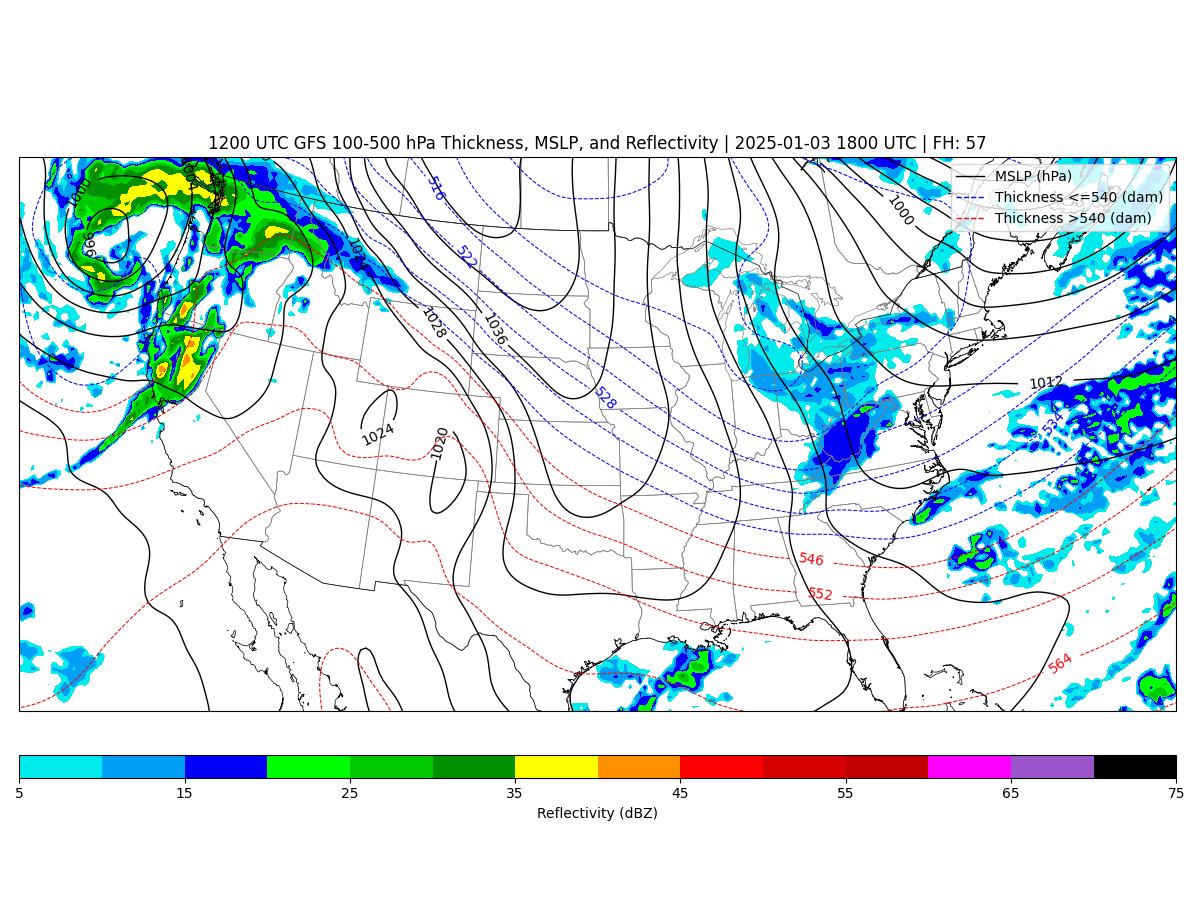 1200 UTC GFS 100-500 hPa Thickness, MSLP, and Reflectivity | 2025-01-03 1800 UTC | FH: 57
MSLP (hPa)
Thickness <=540 (dam)
Thickness >540 (dam)
1000
1004
516
1000
996
522
1028
1036
1012
528
1024
1020
534
546
552
564
5 15 25 35 45 55 65 75
Reflectivity (dBZ)